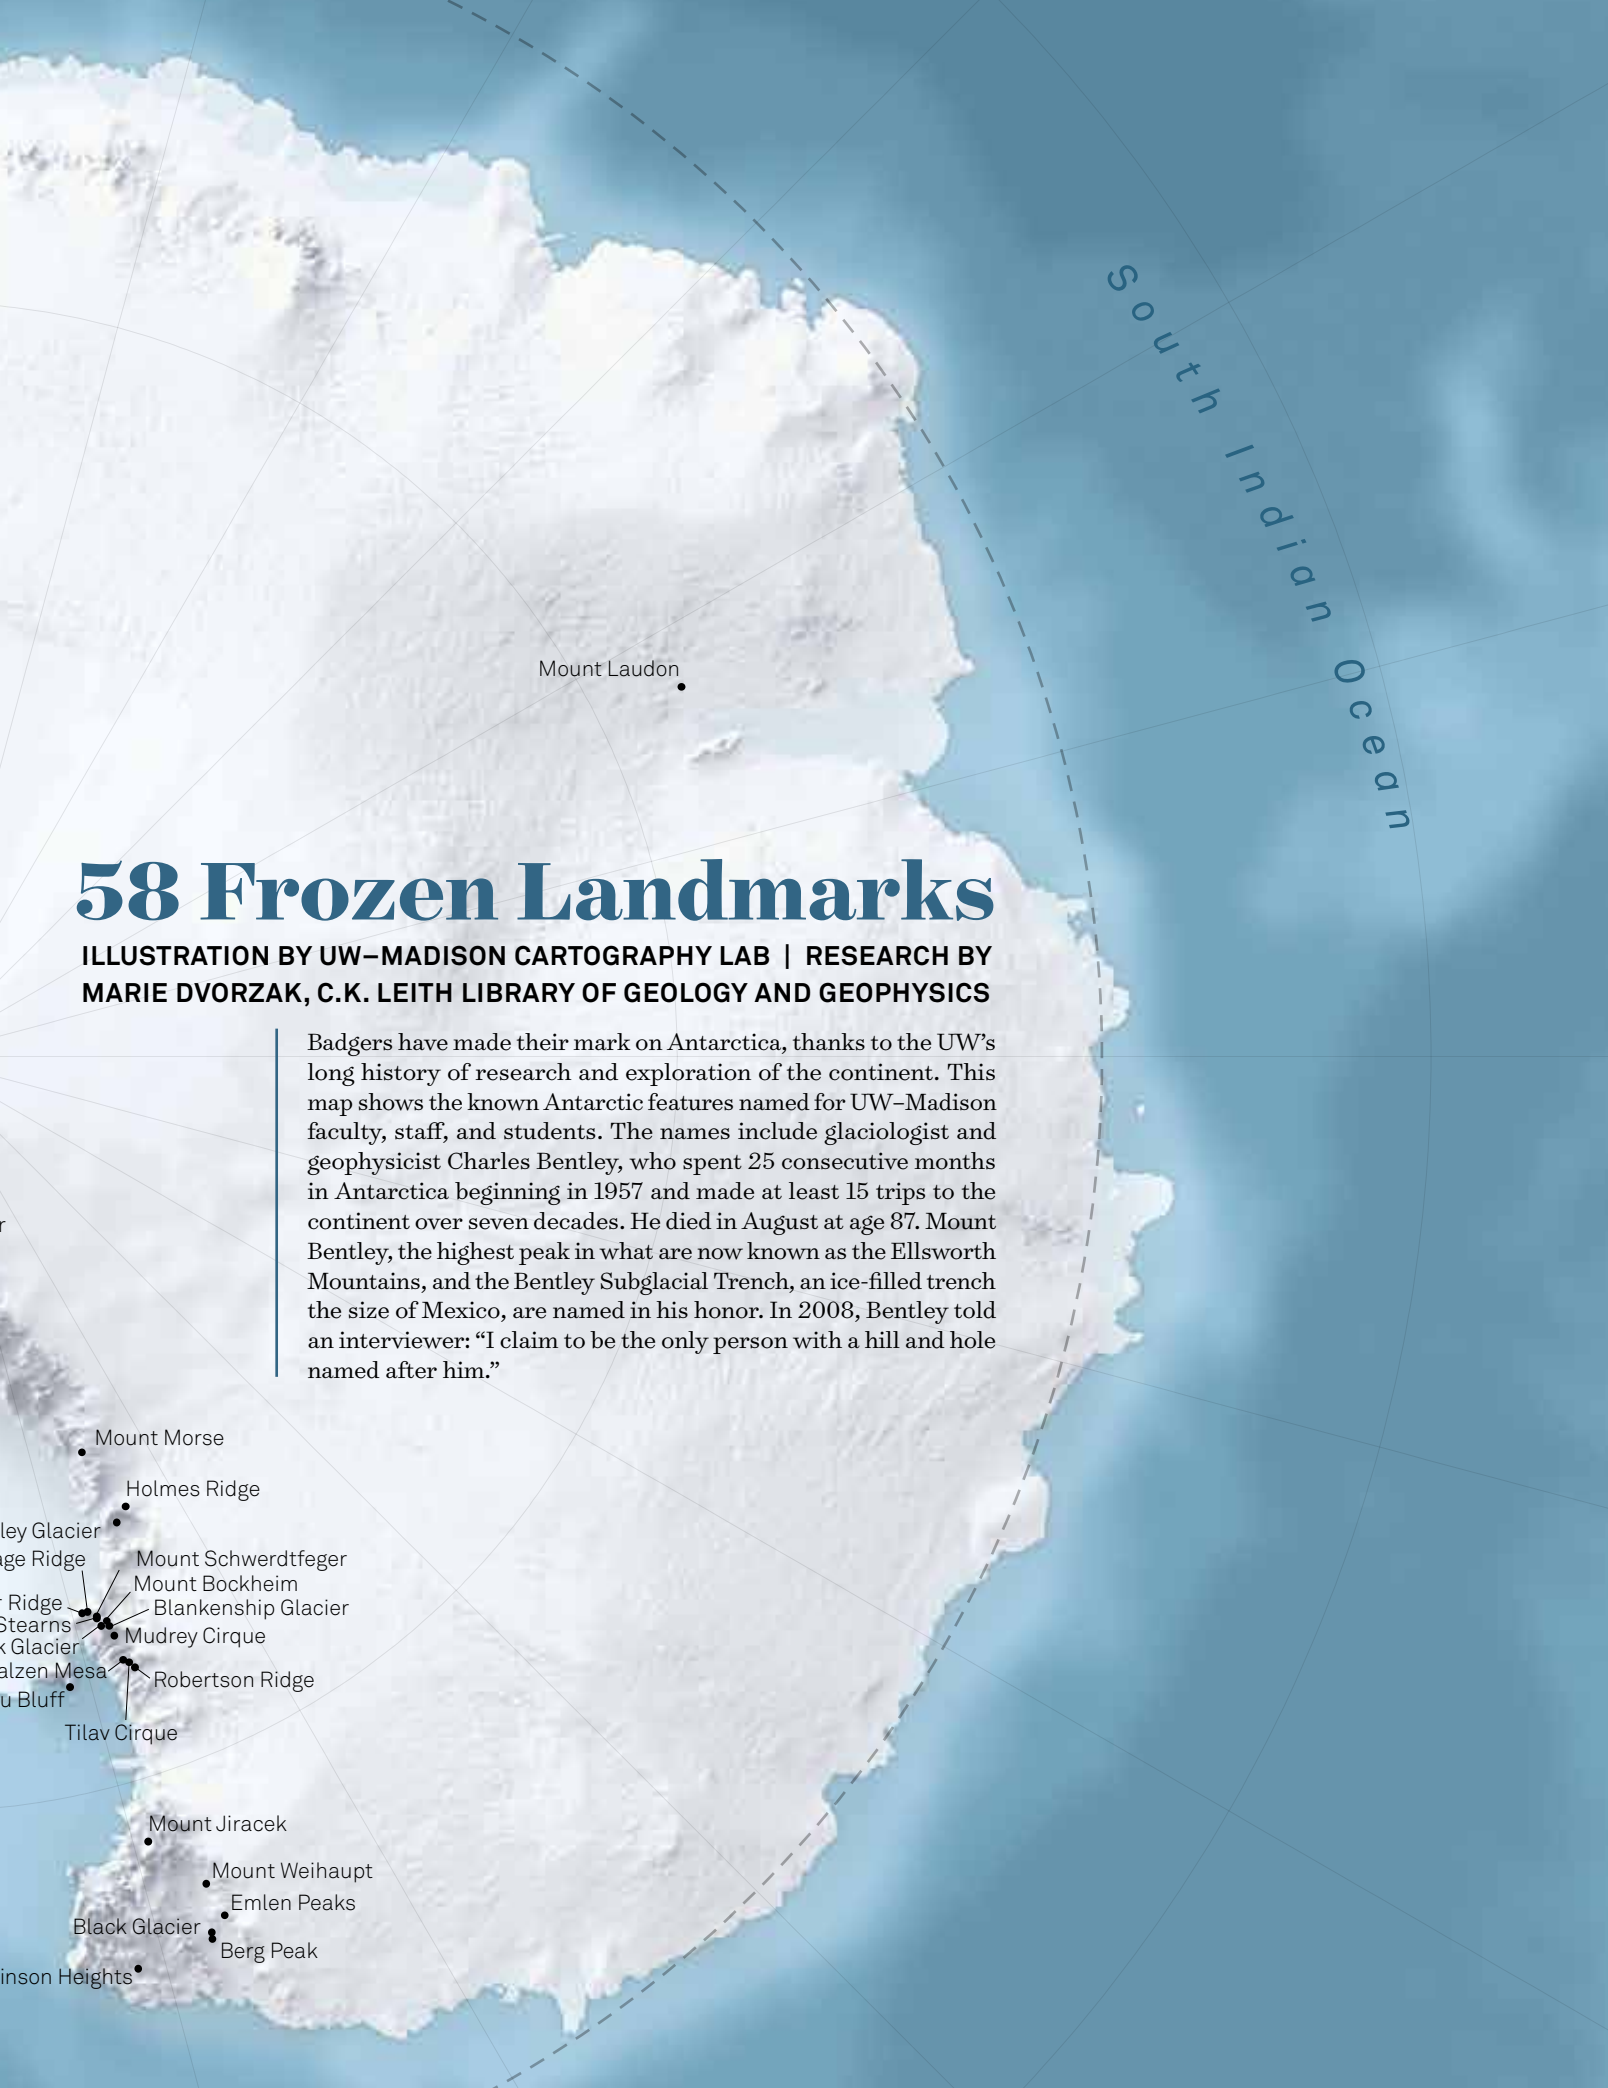 South Indian Ocean
Mount Laudon
58 Frozen Landmarks
ILLUSTRATION BY UW–MADISON CARTOGRAPHY LAB | RESEARCH BY
MARIE DVORZAK, C.K. LEITH LIBRARY OF GEOLOGY AND GEOPHYSICS
Badgers have made their mark on Antarctica, thanks to the UW’s
long history of research and exploration of the continent. This
map shows the known Antarctic features named for UW–Madison
faculty, staff, and students. The names include glaciologist and
geophysicist Charles Bentley, who spent 25 consecutive months
in Antarctica beginning in 1957 and made at least 15 trips to the
continent over seven decades. He died in August at age 87. Mount
Bentley, the highest peak in what are now known as the Ellsworth
Mountains, and the Bentley Subglacial Trench, an ice-filled trench
the size of Mexico, are named in his honor. In 2008, Bentley told
an interviewer: “I claim to be the only person with a hill and hole
named after him.”
r
Mount Morse
Holmes Ridge
ley Glacier
age Ridge
Mount Schwerdtfeger
Mount Bockheim
r Ridge
Blankenship Glacier
Stearns
Mudrey Cirque
k Glacier
alzen Mesa
Robertson Ridge
u Bluff
Tilav Cirque
Mount Jiracek
Mount Weihaupt
Emlen Peaks
Black Glacier
Berg Peak
inson Heights